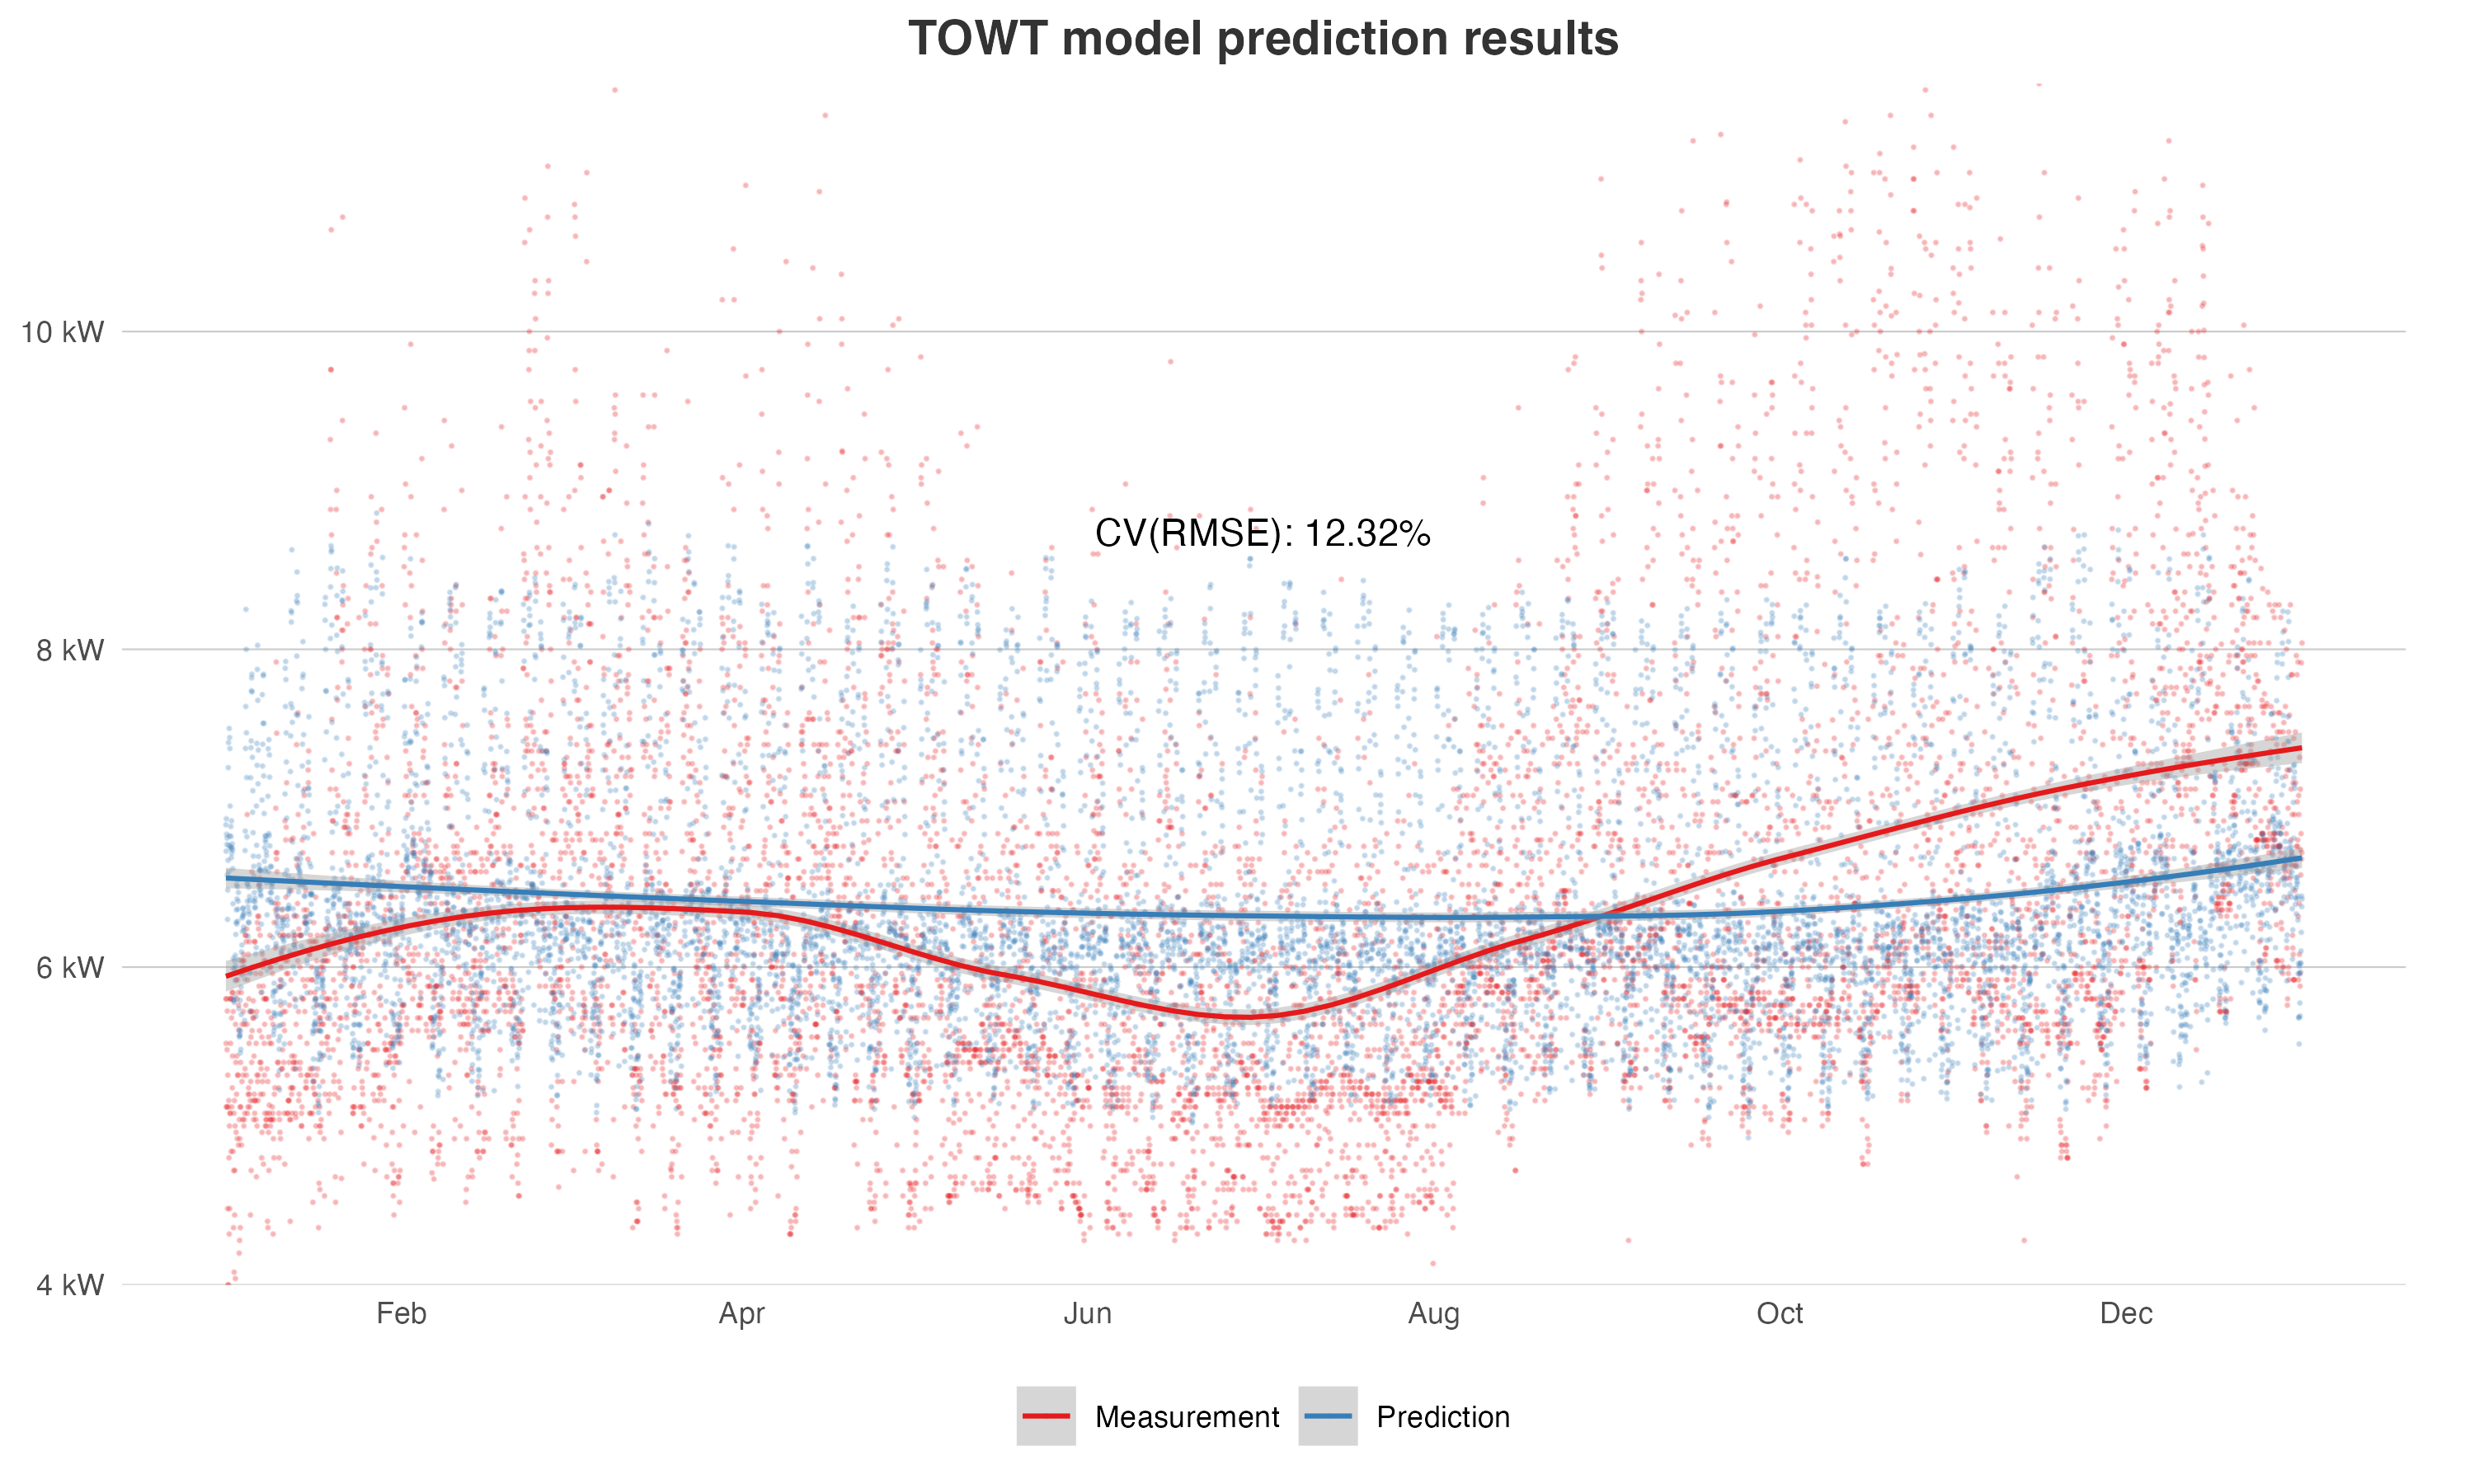 TOWT model prediction results
10 kW
CV(RMSE): 12.32%
8 kW
6 kW
4 kW
Feb Apr Jun Aug Oct Dec
Measurement Prediction